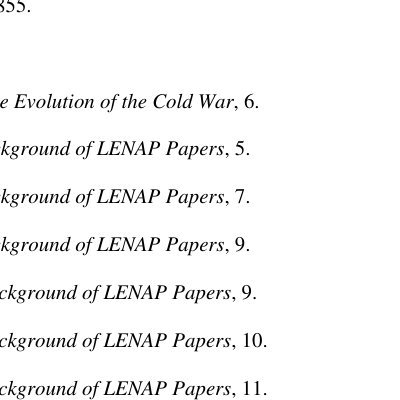 855.
e Evolution of the Cold War, 6.
kground of LENAP Papers, 5.
kground of LENAP Papers, 7.
kground of LENAP Papers, 9.
ckground of LENAP Papers, 9.
ckground of LENAP Papers, 10.
ckground of LENAP Papers, 11.